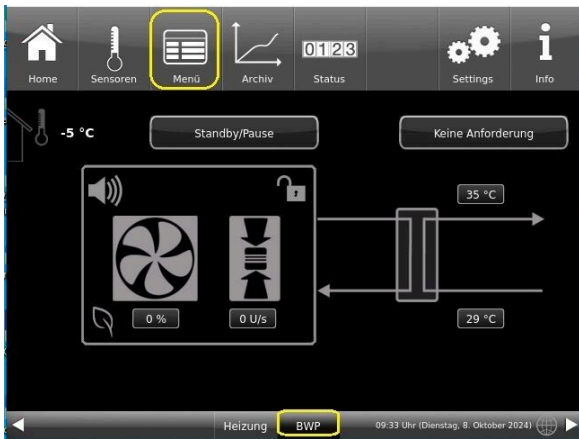 0123
Home Sensoren Menü Archiv Status Settings Info
-5 °C Standby/Pause Keine Anforderung
35 °C
0 % 0 U/s 29 °C
Heizung BWP 09:33 Uhr (Dienstag, 8. Oktober 2024)